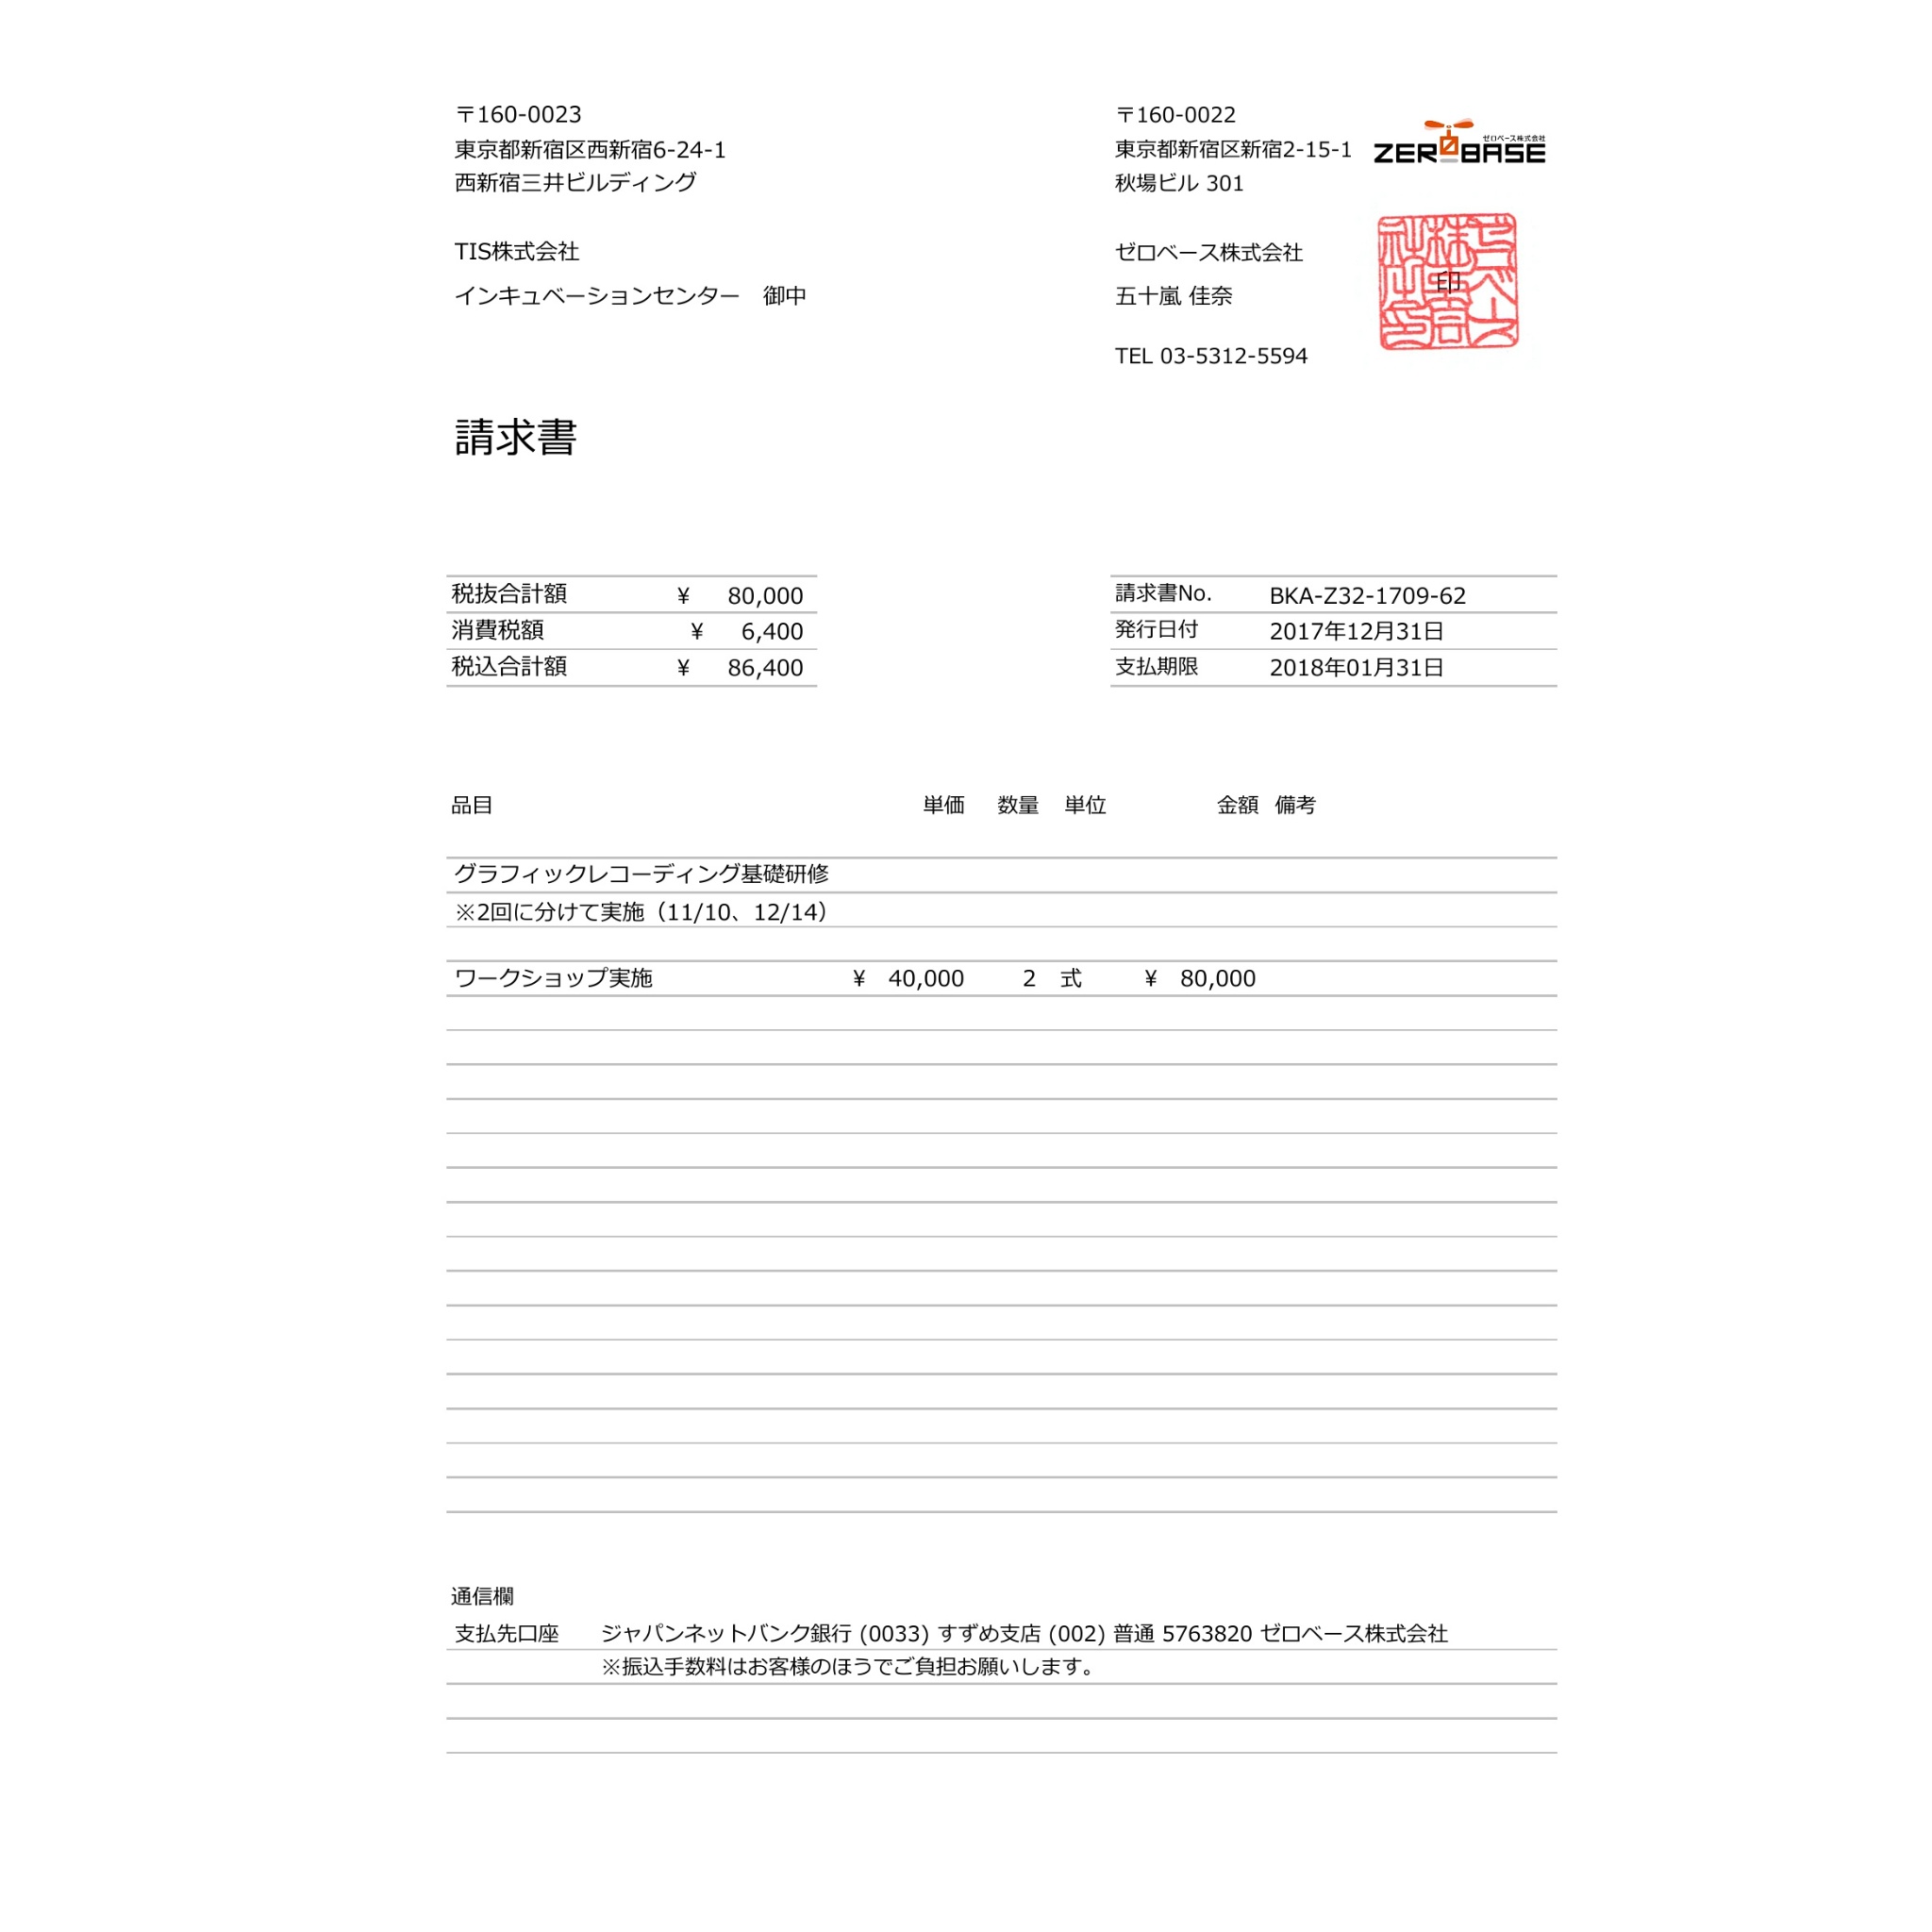 〒160-0023
東京都新宿区西新宿6-24-1
西新宿三井ビルディング
TIS株式会社
インキュベーションセンター　御中
〒160-0022
東京都新宿区新宿2-15-1
秋場ビル 301
ゼロベース株式会社
ZEROBASE
ゼロベース株式会社
五十嵐 佳奈
印
TEL 03-5312-5594
請求書
税抜合計額 ¥ 80,000
消費税額 ¥ 6,400
税込合計額 ¥ 86,400
請求書No. BKA-Z32-1709-62
発行日付 2017年12月31日
支払期限 2018年01月31日
品目 単価 数量 単位 金額 備考
グラフィックレコーディング基礎研修
※2回に分けて実施（11/10、12/14）
ワークショップ実施 ¥ 40,000 2 式 ¥ 80,000
通信欄
支払先口座 ジャパンネットバンク銀行 (0033) すずめ支店 (002) 普通 5763820 ゼロベース株式会社
※振込手数料はお客様のほうでご負担お願いします。